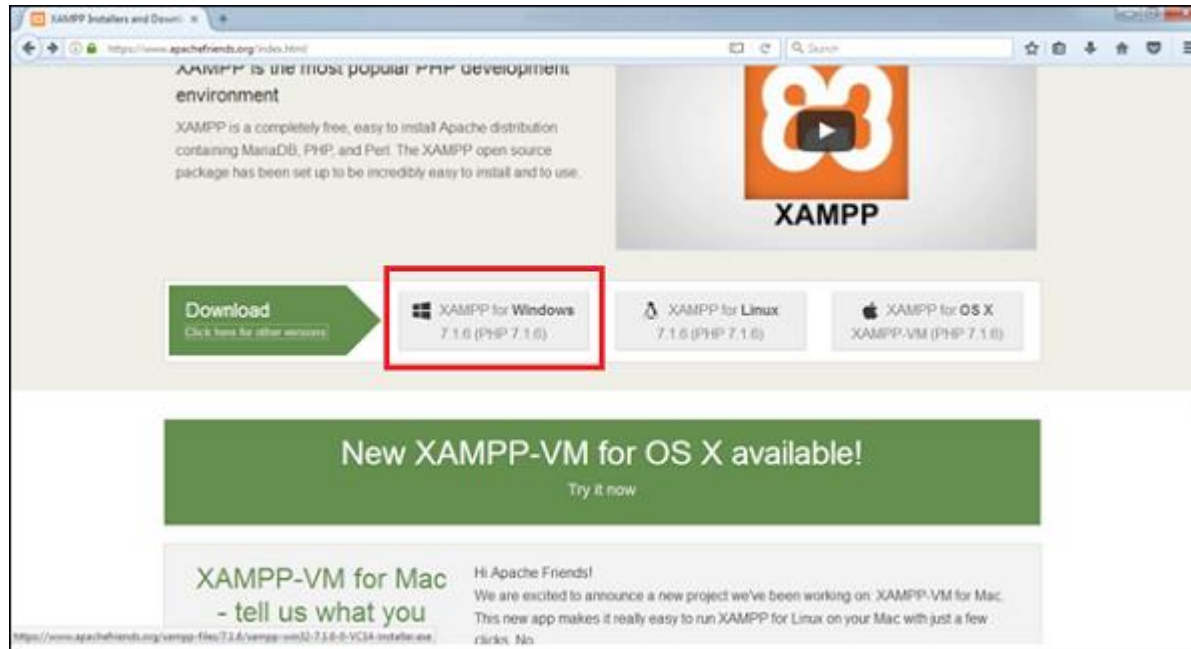 XAMPP Installers and Downl
https://www.apachefriends.org/index.html
Search
XAMPP is the most popular PHP development
environment
XAMPP is a completely free, easy to install Apache distribution
containing MariaDB, PHP, and Perl. The XAMPP open source
package has been set up to be incredibly easy to install and to use.
XAMPP
Download
Click here for other versions
XAMPP for Windows
7.1.6 (PHP 7.1.6)
XAMPP for Linux
7.1.6 (PHP 7.1.6)
XAMPP for OS X
XAMPP-VM (PHP 7.1.6)
New XAMPP-VM for OS X available!
Try it now
XAMPP-VM for Mac
- tell us what you
Hi Apache Friends!
We are excited to announce a new project we've been working on: XAMPP-VM for Mac.
This new app makes it really easy to run XAMPP for Linux on your Mac with just a few
clicks. No
https://www.apachefriends.org/xampp-files/7.1.6/xampp-win32-7.1.6-0-VC14-installer.exe